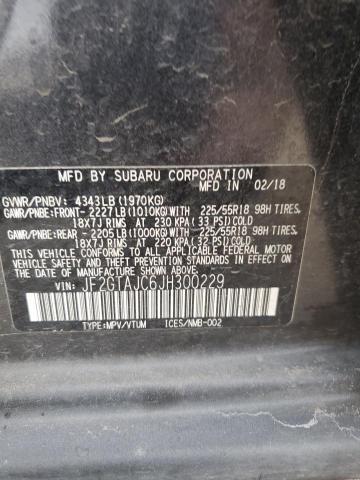 MFD BY SUBARU CORPORATION
MFD IN 02/18
GVWR/PNBV: 4343LB(1970KG)
GAWR/PNBE:FRONT-2227LB(1010KG)WITH 225/55R18 98H TIRES,
18X7J RIMS AT 230 KPA(33 PSI)COLD
GAWR/PNBE:REAR -2205LB(1000KG)WITH 225/55R18 98H TIRES,
18X7J RIMS AT 220 KPA(32 PSI)COLD
THIS VEHICLE CONFORMS TO ALL APPLICABLE FEDERAL
MOTOR VEHICLE SAFETY, BUMPER, AND THEFT PREVENTION
STANDARDS IN EFFECT ON THE DATE OF
MANUFACTURE SHOWN ABOVE.
VIN: JF2GTAJC6JH300229
TYPE:MPV/VTUM ICES/NMB-002